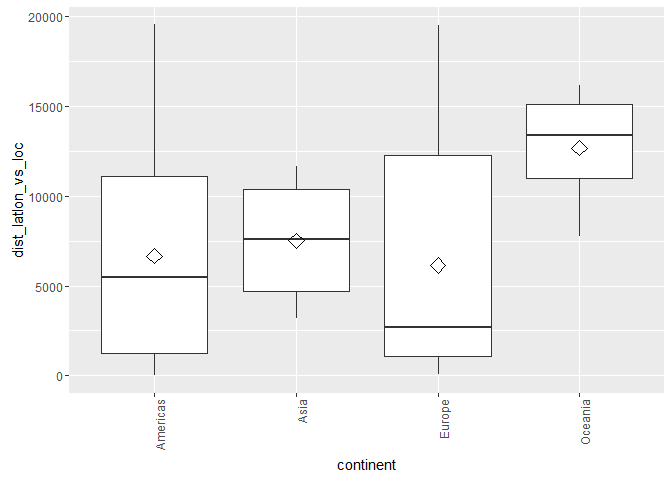 20000
15000
10000
5000
0
dist_latlon_vs_loc
Americas
Asia
Europe
Oceania
continent